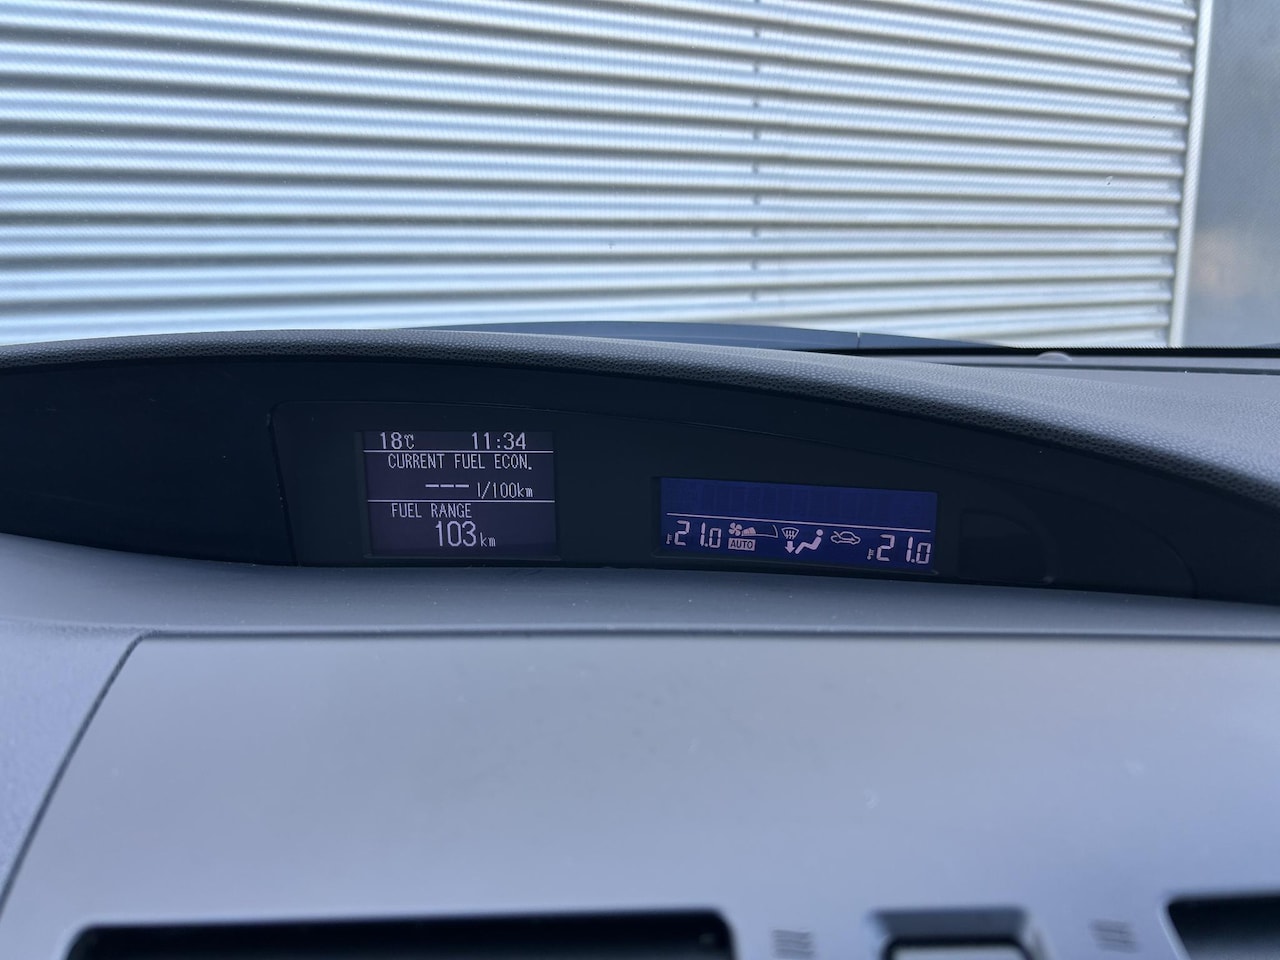 18℃ 11:34
CURRENT FUEL ECON.
--- l/100km
FUEL RANGE
103km
21.0 AUTO 21.0